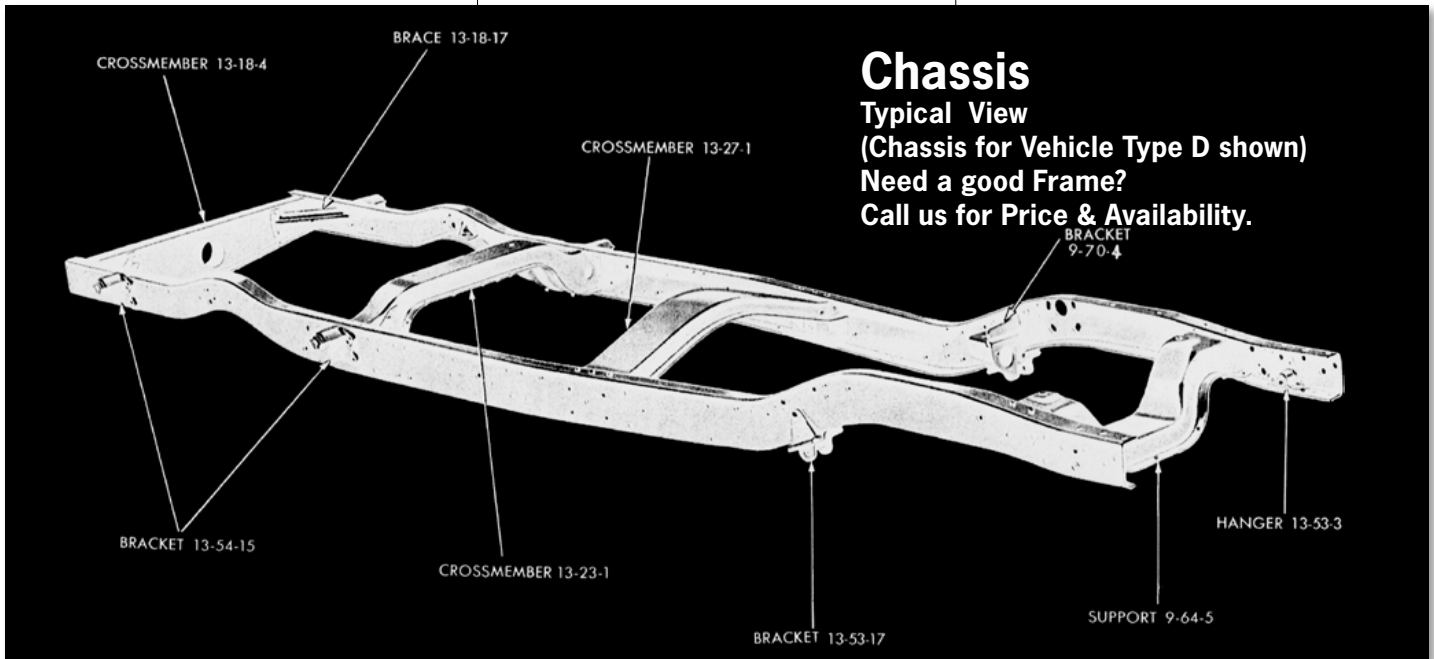 BRACE 13-18-17
CROSSMEMBER 13-18-4
Chassis
Typical View
(Chassis for Vehicle Type D shown)
Need a good Frame?
Call us for Price & Availability.
CROSSMEMBER 13-27-1
BRACKET
9-70-4
BRACKET 13-54-15
CROSSMEMBER 13-23-1
HANGER 13-53-3
SUPPORT 9-64-5
BRACKET 13-53-17